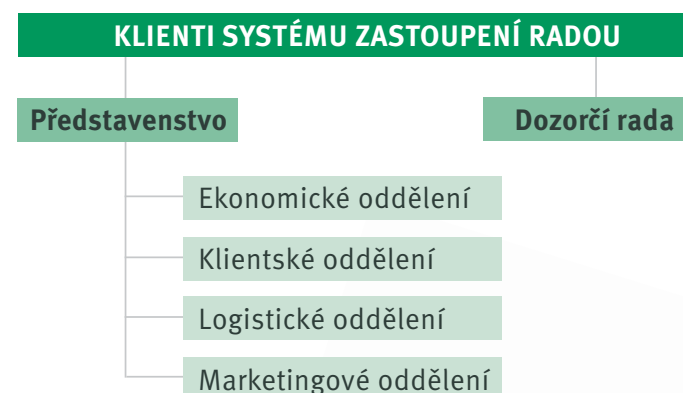 KLIENTI SYSTÉMU ZASTOUPENÍ RADOU
Představenstvo
Dozorčí rada
Ekonomické oddělení
Klientské oddělení
Logistické oddělení
Marketingové oddělení